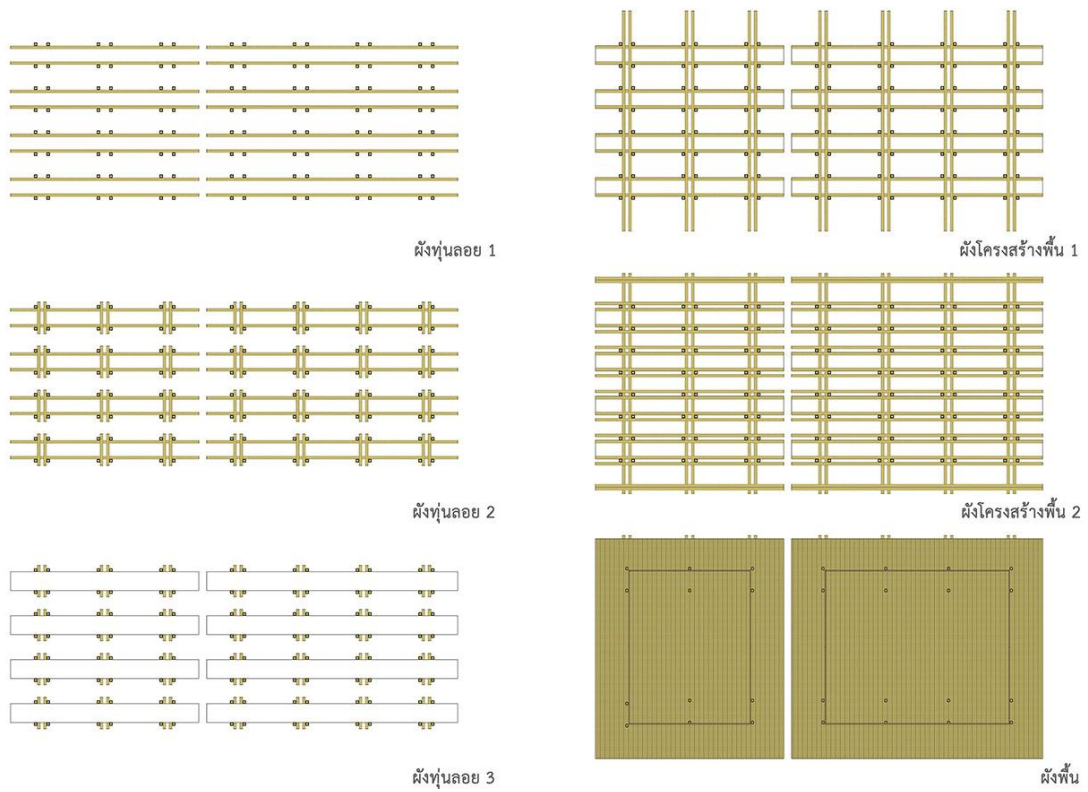 ผังทุ่นลอย 1
ผังทุ่นลอย 2
ผังทุ่นลอย 3
ผังโครงสร้างพื้น 1
ผังโครงสร้างพื้น 2
ผังพื้น